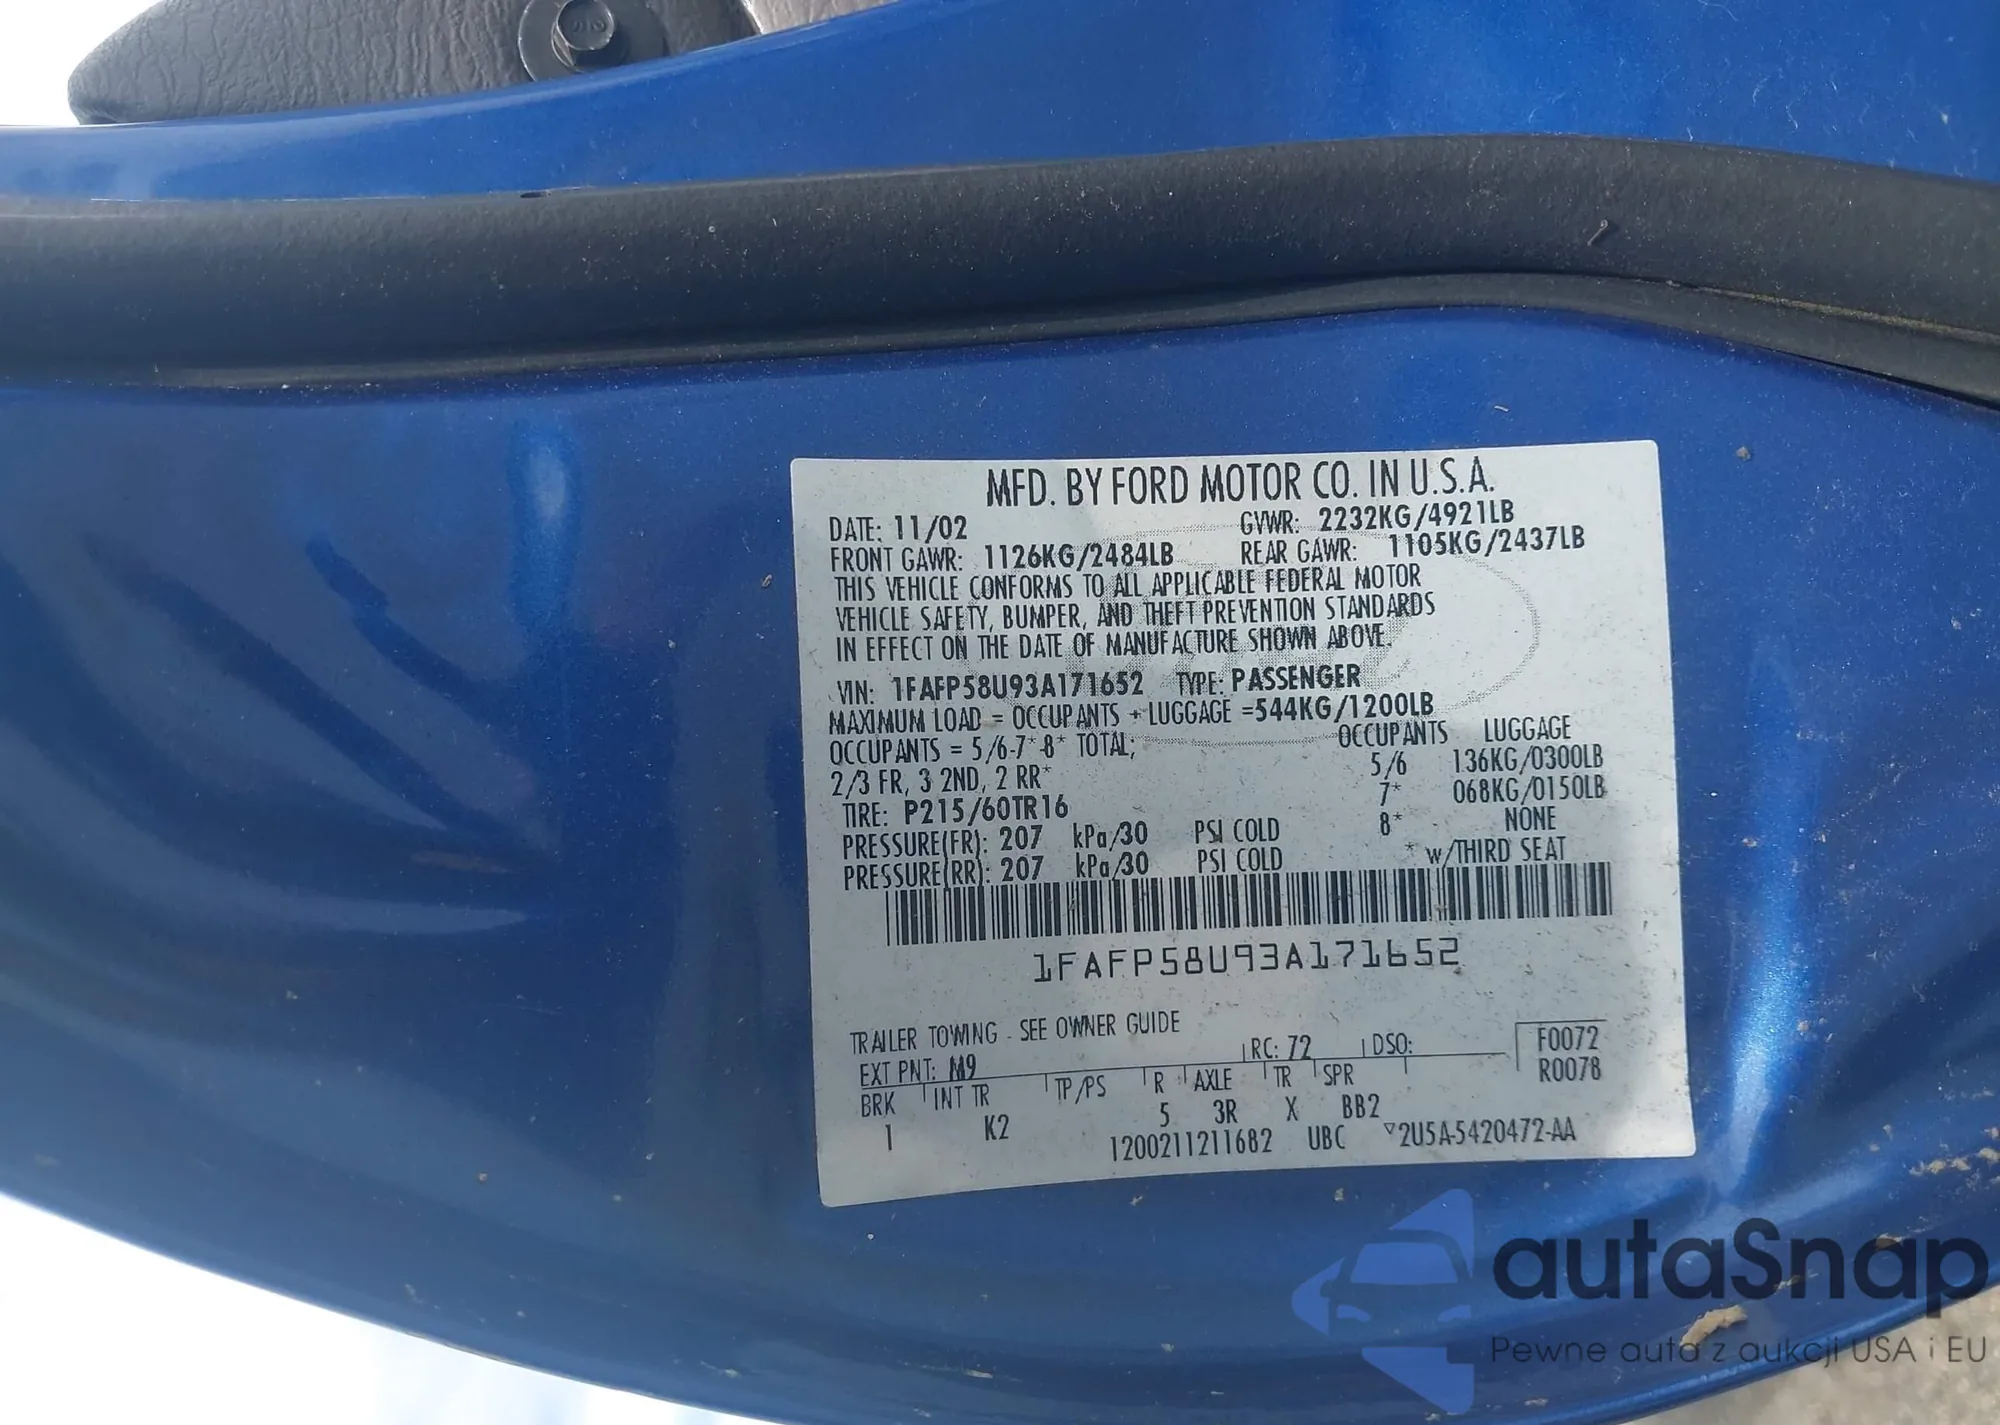 MFD. BY FORD MOTOR CO. IN U.S.A.
DATE: 11/02 GVWR: 2232KG/4921LB
FRONT GAWR: 1126KG/2484LB REAR GAWR: 1105KG/2437LB
THIS VEHICLE CONFORMS TO ALL APPLICABLE FEDERAL MOTOR
VEHICLE SAFETY, BUMPER, AND THEFT PREVENTION STANDARDS
IN EFFECT ON THE DATE OF MANUFACTURE SHOWN ABOVE.
VIN: 1FAFP58U93A171652 TYPE: PASSENGER
MAXIMUM LOAD = OCCUPANTS + LUGGAGE =544KG/1200LB
OCCUPANTS = 5/6-7*-8* TOTAL; OCCUPANTS LUGGAGE
2/3 FR, 3 2ND, 2 RR* 5/6 136KG/0300LB
TIRE: P215/60TR16 7* 068KG/0150LB
PRESSURE(FR): 207 kPa/30 PSI COLD 8* NONE
PRESSURE(RR): 207 kPa/30 PSI COLD * w/THIRD SEAT
1FAFP58U93A171652
TRAILER TOWING - SEE OWNER GUIDE
EXT PNT: M9 RC: 72 DSO: F0072
BRK INT TR TP/PS R AXLE TR SPR R0078
1 K2 5 3R X BB2
1200211211682 UBC ▽2U5A-5420472-AA
autaSnap
Pewne auta z aukcji USA i EU